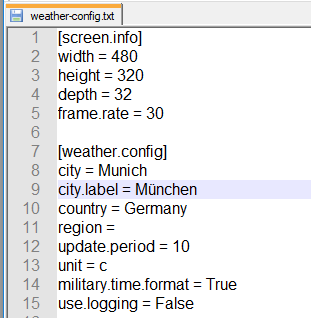 weather-config.txt
1 [screen.info]
2 width = 480
3 height = 320
4 depth = 32
5 frame.rate = 30
6
7 [weather.config]
8 city = Munich
9 city.label = München
10 country = Germany
11 region =
12 update.period = 10
13 unit = c
14 military.time.format = True
15 use.logging = False